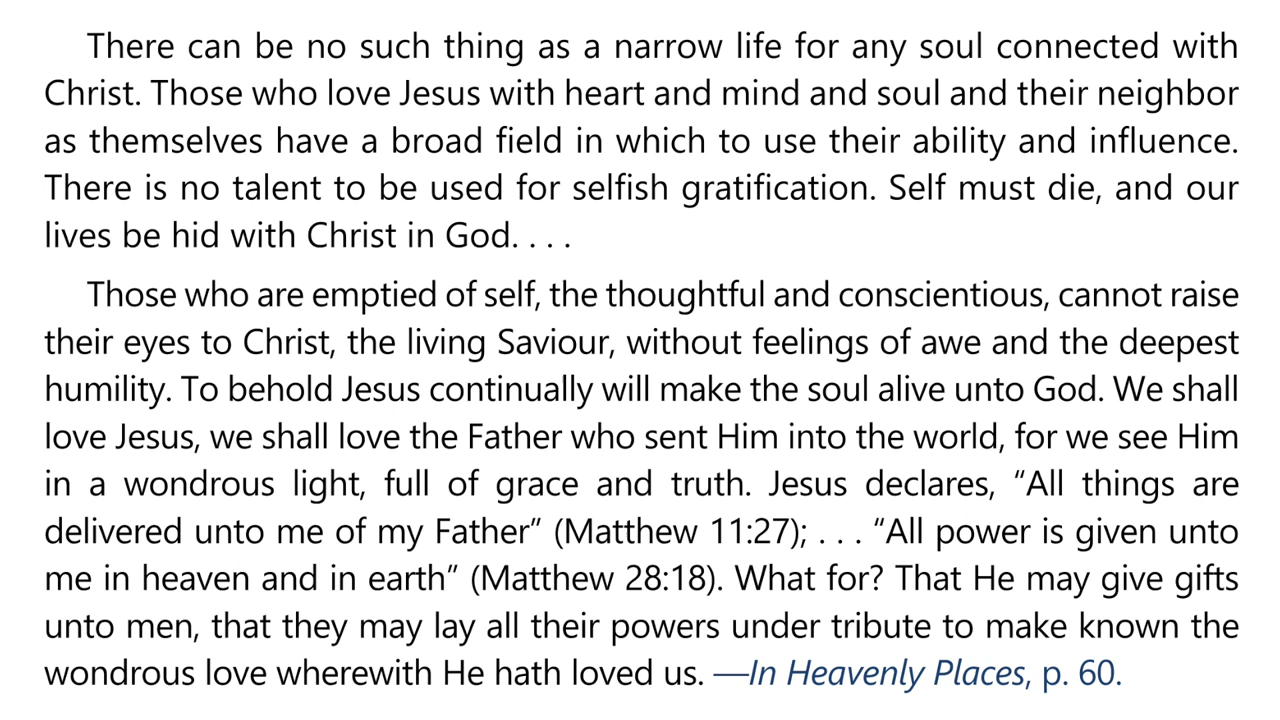 There can be no such thing as a narrow life for any soul connected with
Christ. Those who love Jesus with heart and mind and soul and their neighbor
as themselves have a broad field in which to use their ability and influence.
There is no talent to be used for selfish gratification. Self must die, and our
lives be hid with Christ in God. . . .
Those who are emptied of self, the thoughtful and conscientious, cannot raise
their eyes to Christ, the living Saviour, without feelings of awe and the deepest
humility. To behold Jesus continually will make the soul alive unto God. We shall
love Jesus, we shall love the Father who sent Him into the world, for we see Him
in a wondrous light, full of grace and truth. Jesus declares, “All things are
delivered unto me of my Father” (Matthew 11:27); . . . “All power is given unto
me in heaven and in earth” (Matthew 28:18). What for? That He may give gifts
unto men, that they may lay all their powers under tribute to make known the
wondrous love wherewith He hath loved us. —In Heavenly Places, p. 60.